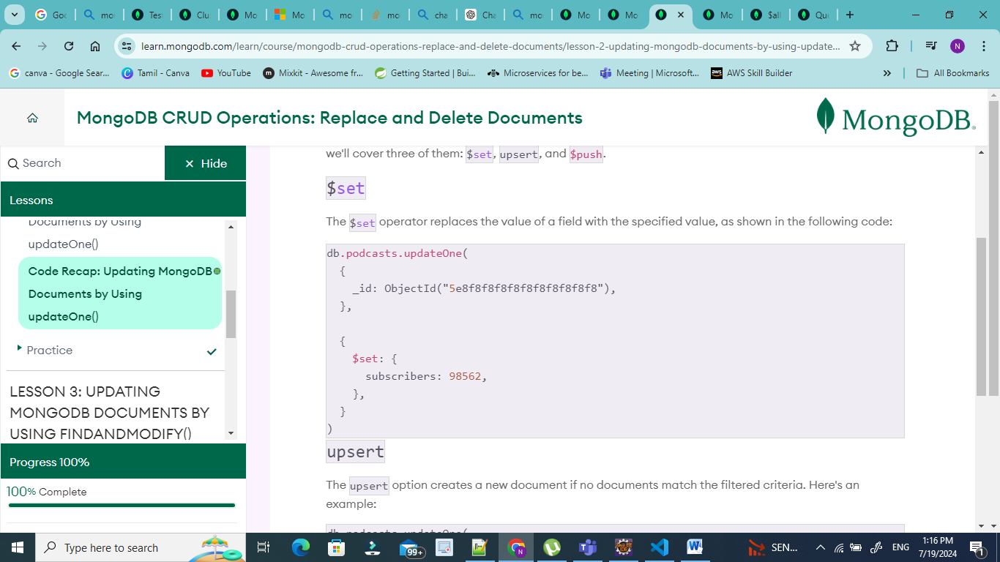 Goo
mor
Test
Clu
Mo
Mo
mo
mo
cha
Cha
mo
Mo
Mo
Mo
$all
Que
learn.mongodb.com/learn/course/mongodb-crud-operations-replace-and-delete-documents/lesson-2-updating-mongodb-documents-by-using-update...
N
canva - Google Sear...
Tamil - Canva
YouTube
Mixkit - Awesome fr...
Getting Started | Bui...
Microservices for be...
Meeting | Microsoft...
AWS Skill Builder
All Bookmarks
MongoDB CRUD Operations: Replace and Delete Documents
MongoDB.
Search
Hide
Lessons
Documents by Using
updateOne()
Code Recap: Updating MongoDB
Documents by Using
updateOne()
Practice
LESSON 3: UPDATING
MONGODB DOCUMENTS BY
USING FINDANDMODIFY()
Progress 100%
100% Complete
we'll cover three of them: $set, upsert, and $push.
$set
The $set operator replaces the value of a field with the specified value, as shown in the following code:
db.podcasts.updateOne(
{
_id: ObjectId("5e8f8f8f8f8f8f8f8f8f8f8"),
},
{
$set: {
subscribers: 98562,
},
}
)
upsert
The upsert option creates a new document if no documents match the filtered criteria. Here's an
example:
db.podcasts.updateOne(
Type here to search
99+
SEN...
ENG
1:16 PM
7/19/2024
1